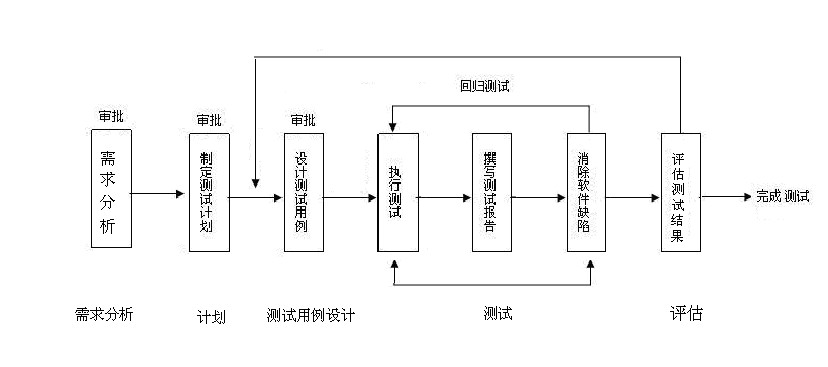 回归测试
审批
审批
审批
需求分析
制定测试计划
设计测试用例
执行测试
撰写测试报告
消除软件缺陷
评估测试结果
完成 测试
需求分析
计划
测试用例设计
测试
评估